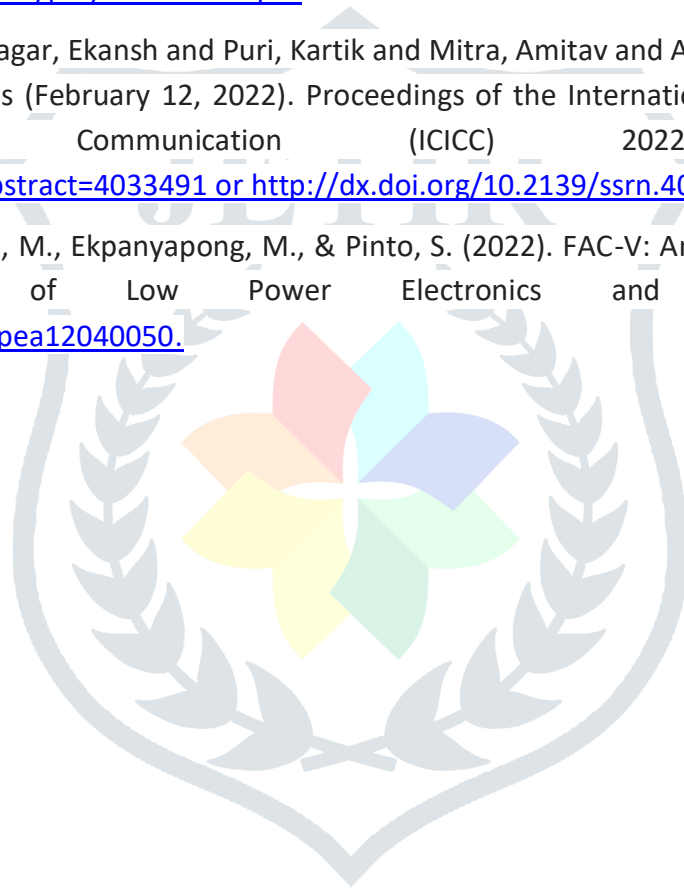 agar, Ekansh and Puri, Kartik and Mitra, Amitav and A
s (February 12, 2022). Proceedings of the Internatio
Communication (ICICC) 2022
ostract=4033491 or http://dx.doi.org/10.2139/ssrn.40
, M., Ekpanyapong, M., & Pinto, S. (2022). FAC-V: Ar
of Low Power Electronics and
pea12040050.